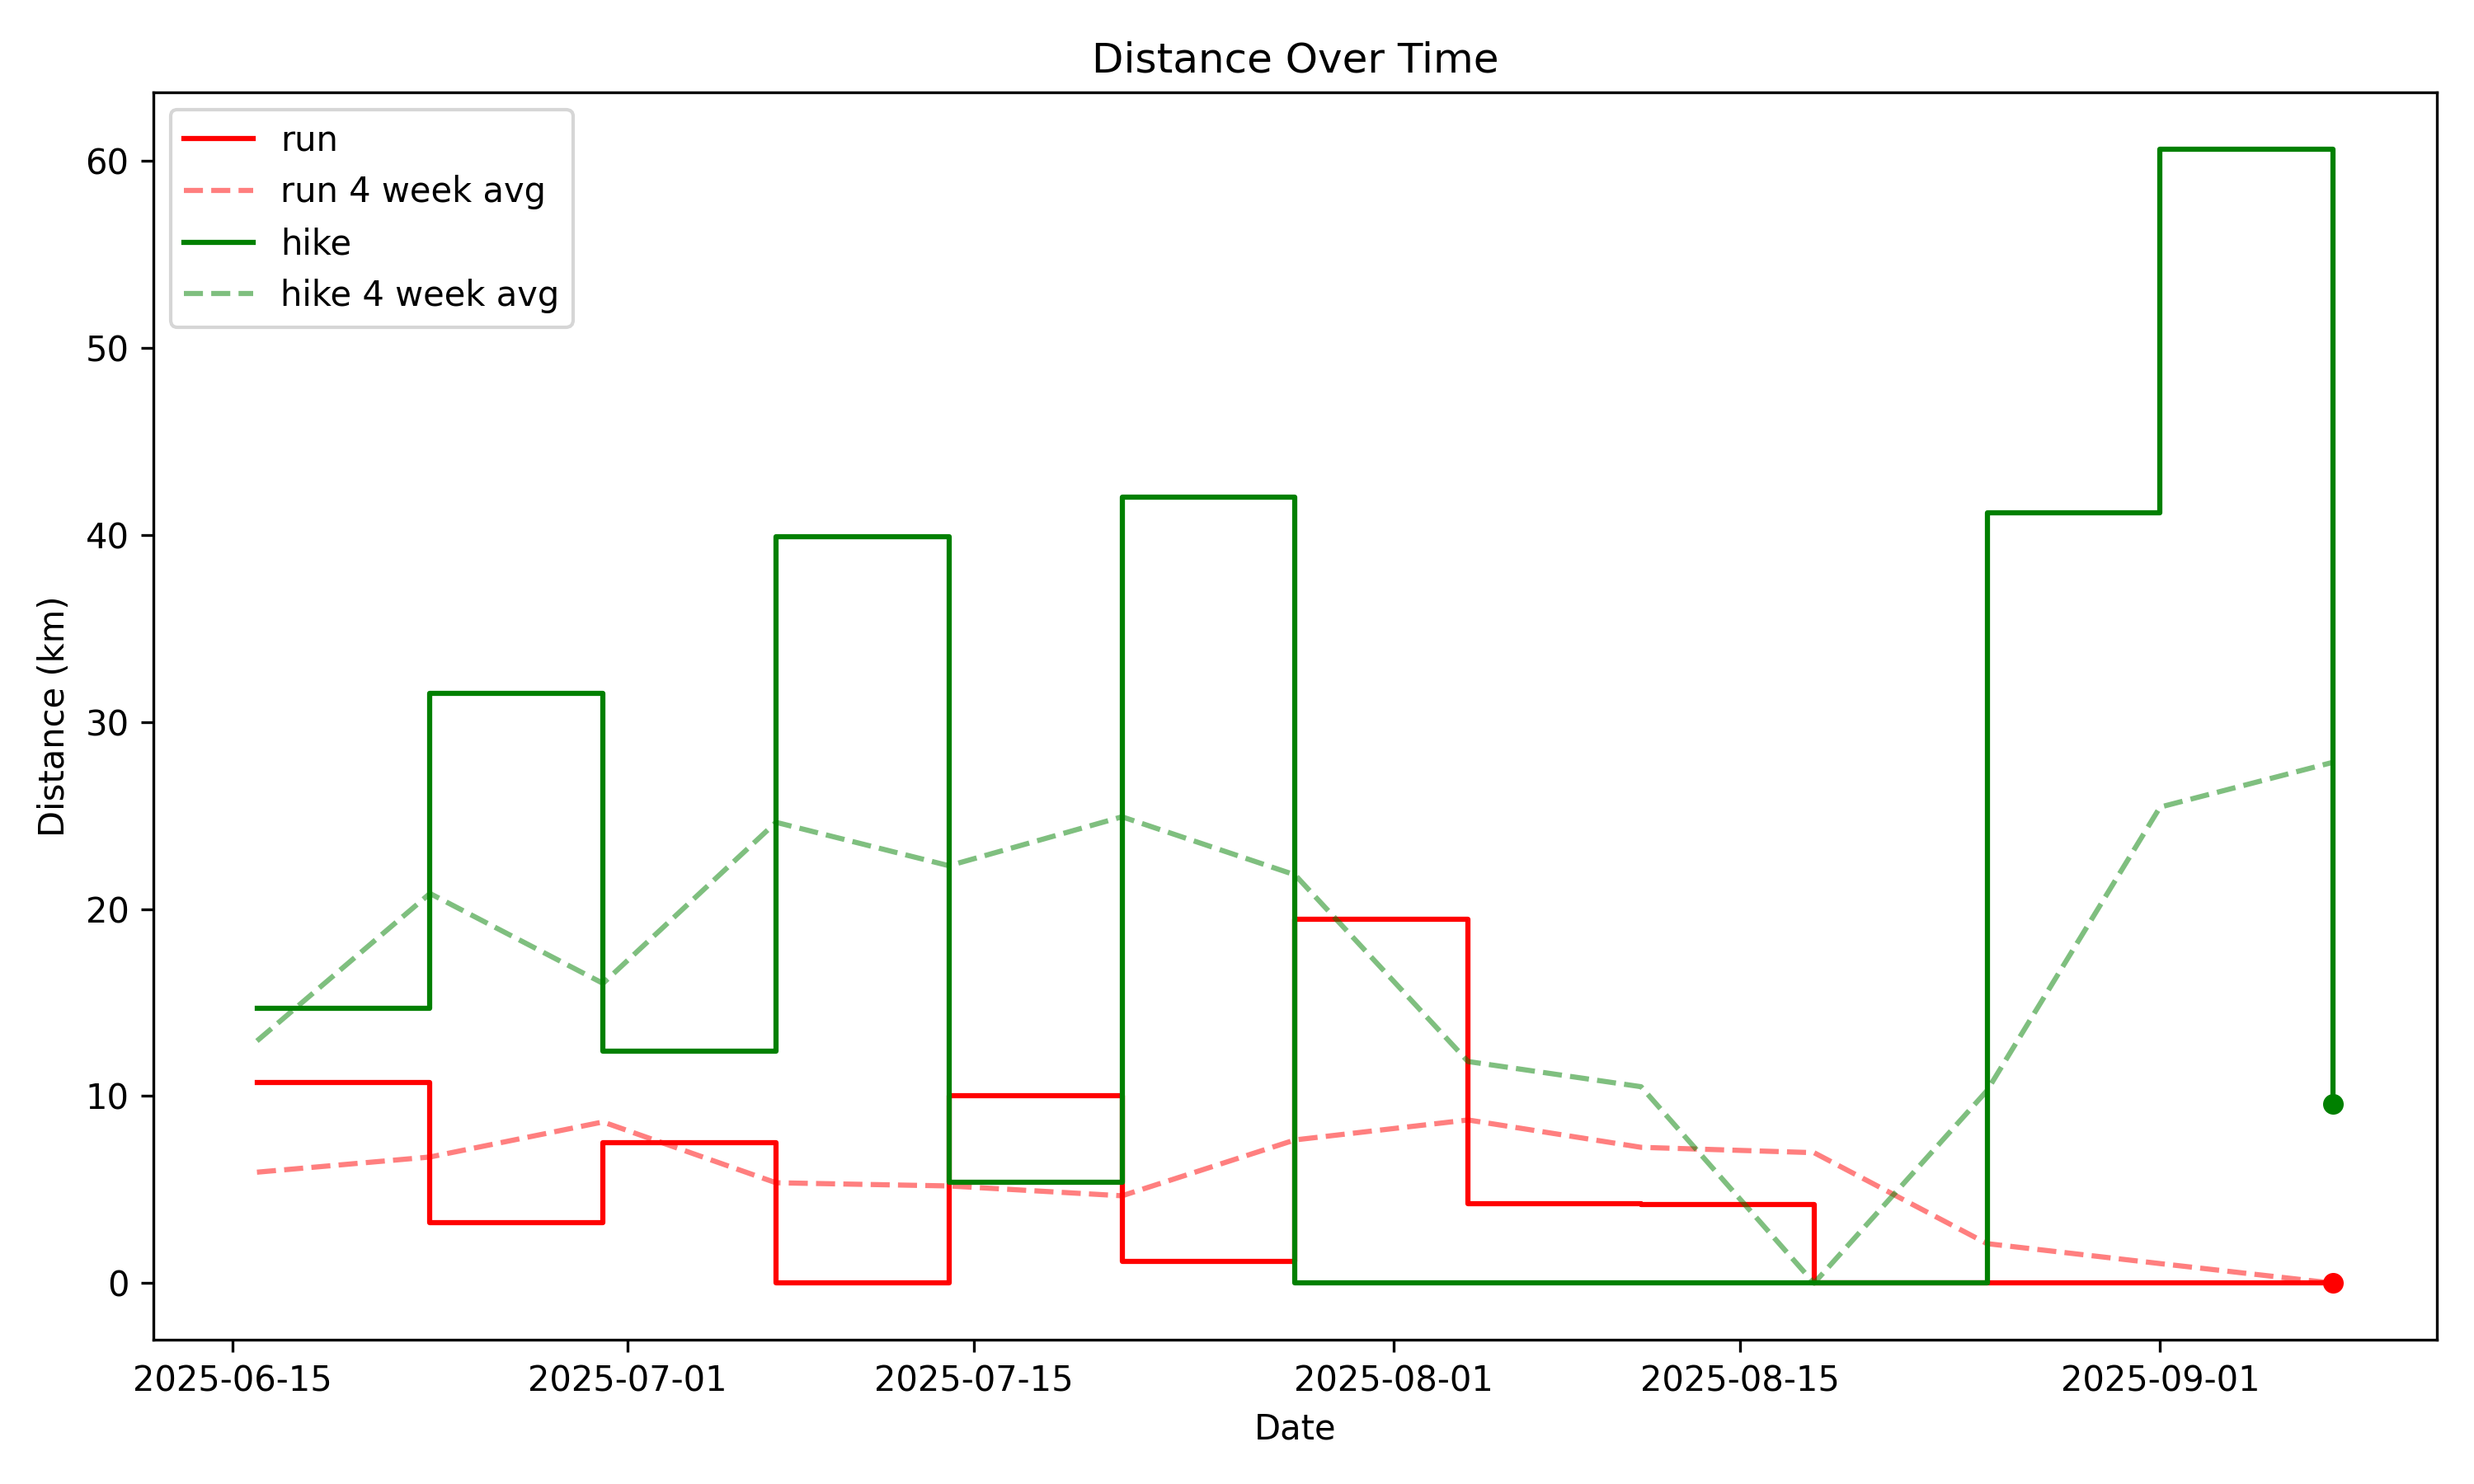 Distance Over Time
run
run 4 week avg
hike
hike 4 week avg
60
50
40
30
20
10
0
Distance (km)
2025-06-15 2025-07-01 2025-07-15 2025-08-01 2025-08-15 2025-09-01
Date